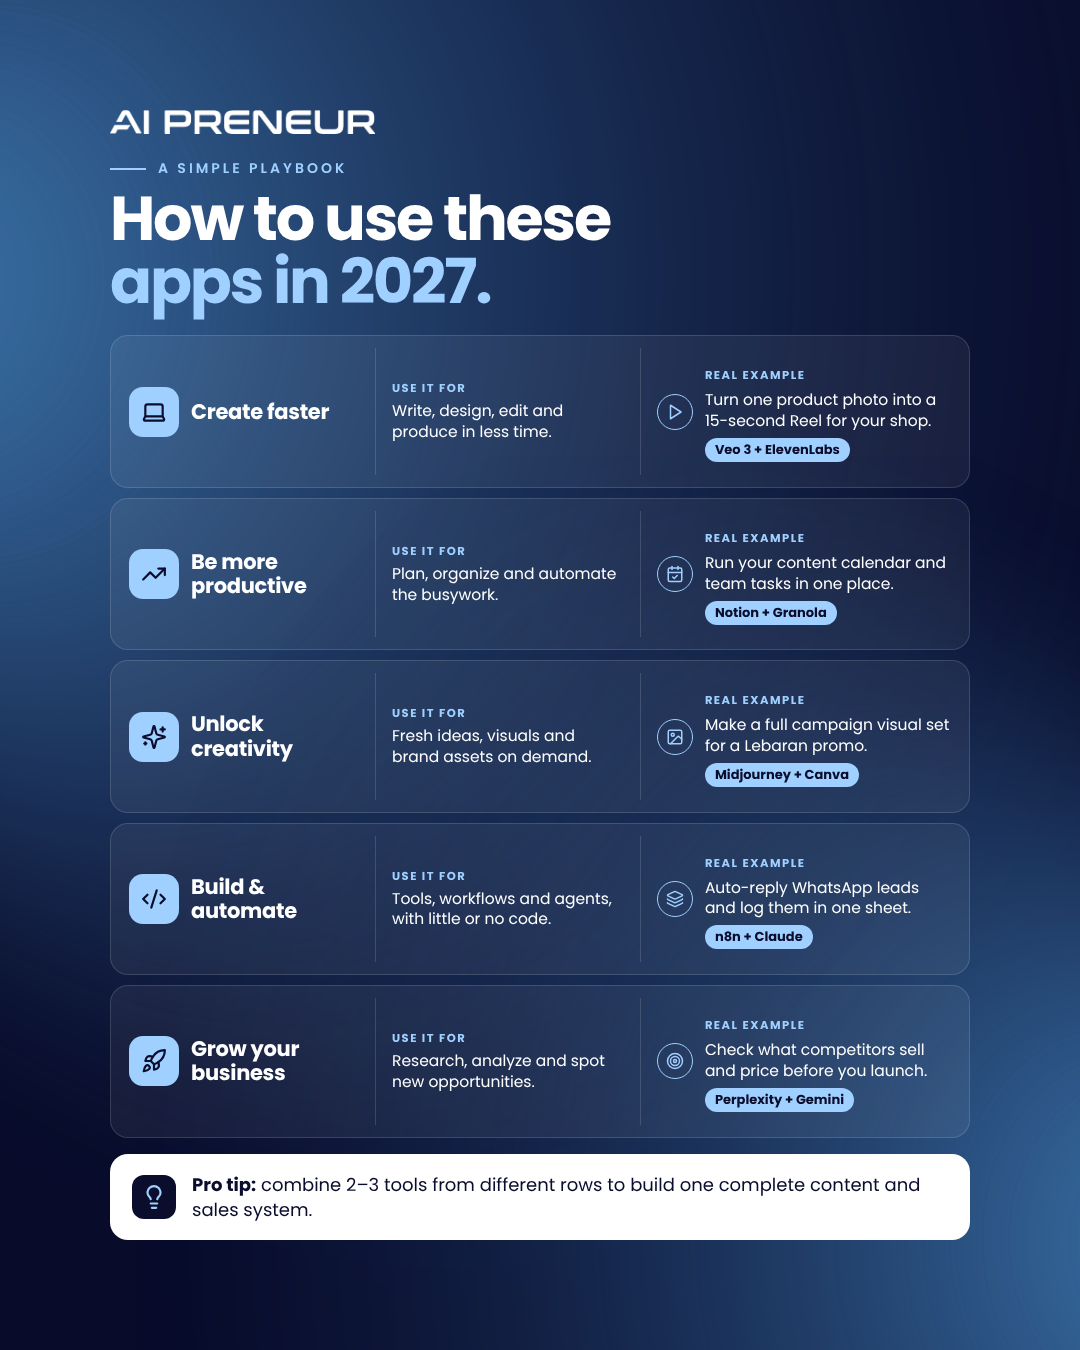 AI PRENEUR
A SIMPLE PLAYBOOK
How to use these
apps in 2027.
Create faster
USE IT FOR
Write, design, edit and
produce in less time.
REAL EXAMPLE
Turn one product photo into a
15-second Reel for your shop.
Veo 3 + ElevenLabs
Be more
productive
USE IT FOR
Plan, organize and automate
the busywork.
REAL EXAMPLE
Run your content calendar and
team tasks in one place.
Notion + Granola
Unlock
creativity
USE IT FOR
Fresh ideas, visuals and
brand assets on demand.
REAL EXAMPLE
Make a full campaign visual set
for a Lebaran promo.
Midjourney + Canva
Build &
automate
USE IT FOR
Tools, workflows and agents,
with little or no code.
REAL EXAMPLE
Auto-reply WhatsApp leads
and log them in one sheet.
n8n + Claude
Grow your
business
USE IT FOR
Research, analyze and spot
new opportunities.
REAL EXAMPLE
Check what competitors sell
and price before you launch.
Perplexity + Gemini
Pro tip: combine 2–3 tools from different rows to build one complete content and
sales system.